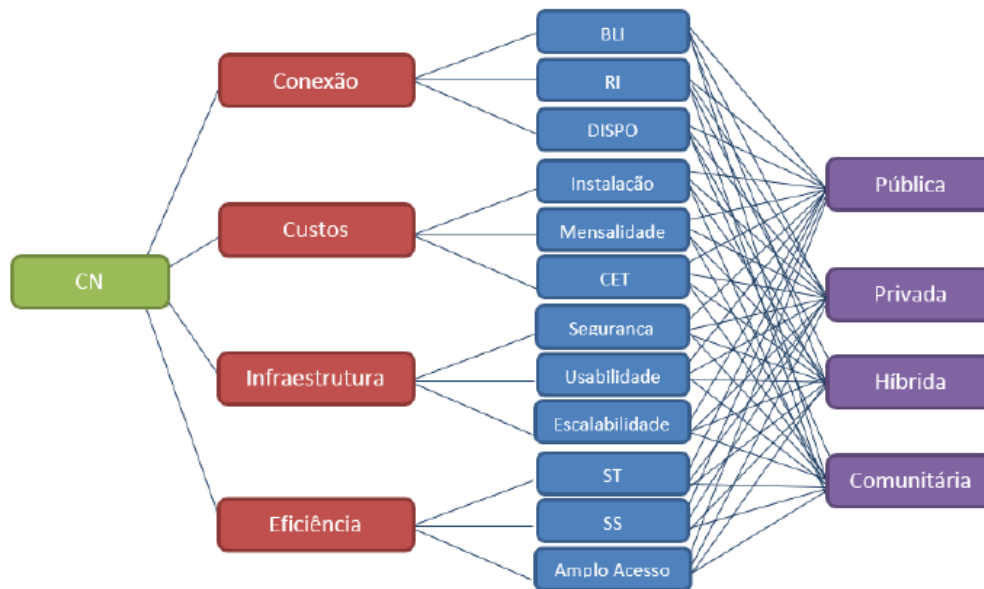 CN
Conexão
Custos
Infraestrutura
Eficiência
BLI
RI
DISPO
Instalação
Mensalidade
CET
Seguranca
Usabilidade
Escalabilidade
ST
SS
Amplo Acesso
Pública
Privada
Híbrida
Comunitária